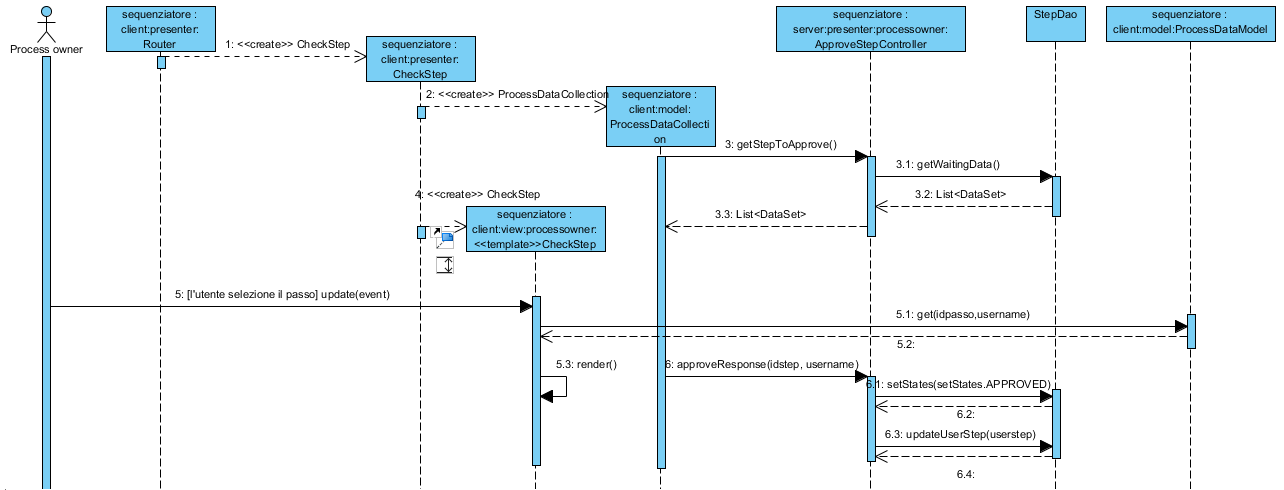 Process owner
sequenziatore :
client:presenter:
Router
sequenziatore :
client:presenter:
CheckStep
sequenziatore :
client:model:
ProcessDataCollecti
on
sequenziatore :
server:presenter:processowner:
ApproveStepController
StepDao
sequenziatore :
client:model:ProcessDataModel
1: <<create>> CheckStep
2: <<create>> ProcessDataCollection
3: getStepToApprove()
3.1: getWaitingData()
3.2: List<DataSet>
3.3: List<DataSet>
4: <<create>> CheckStep
sequenziatore :
client:view:processowner:
<<template>>CheckStep
5: [l'utente selezione il passo] update(event)
5.1: get(idpasso,username)
5.2:
5.3: render()
6: approveResponse(idstep, username)
6.1: setStates(setStates.APPROVED)
6.2:
6.3: updateUserStep(userstep)
6.4: